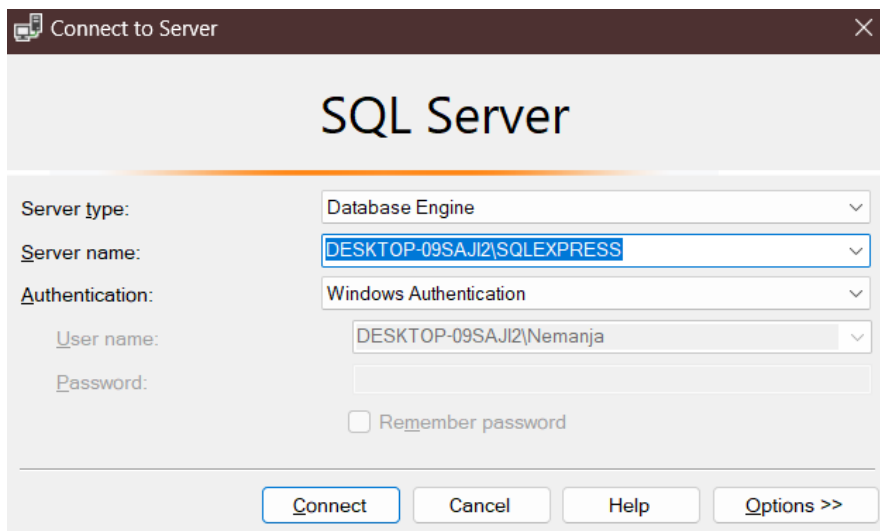 Connect to Server
SQL Server
Server type: Database Engine
Server name: DESKTOP-09SAJI2\SQLEXPRESS
Authentication: Windows Authentication
User name: DESKTOP-09SAJI2\Nemanja
Password:
Remember password
Connect Cancel Help Options >>